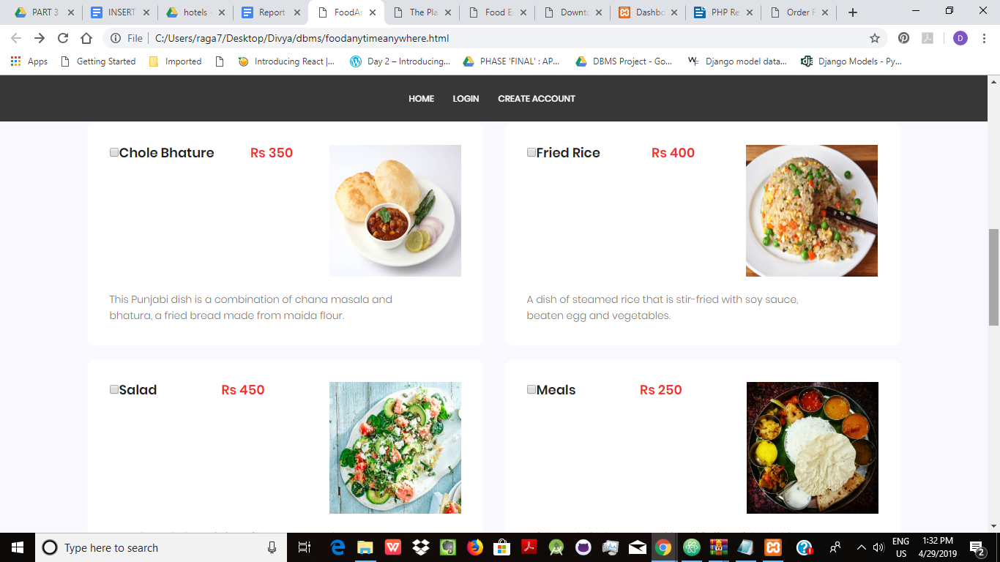 PART 3
INSERT
hotels -
Report
FoodAn
The Pla
Food E
Downto
Dashbo
PHP Re
Order F
File
C:/Users/raga7/Desktop/Divya/dbms/foodanytimeanywhere.html
D
Apps
Getting Started
Imported
Introducing React |...
Day 2 – Introducing...
PHASE 'FINAL' : AP...
DBMS Project - Go...
Django model data...
Django Models - Py...
HOME LOGIN CREATE ACCOUNT
Chole Bhature Rs 350
This Punjabi dish is a combination of chana masala and
bhatura, a fried bread made from maida flour.
Fried Rice Rs 400
A dish of steamed rice that is stir-fried with soy sauce,
beaten egg and vegetables.
Salad Rs 450
Meals Rs 250
Type here to search
ENG
US
1:32 PM
4/29/2019
2